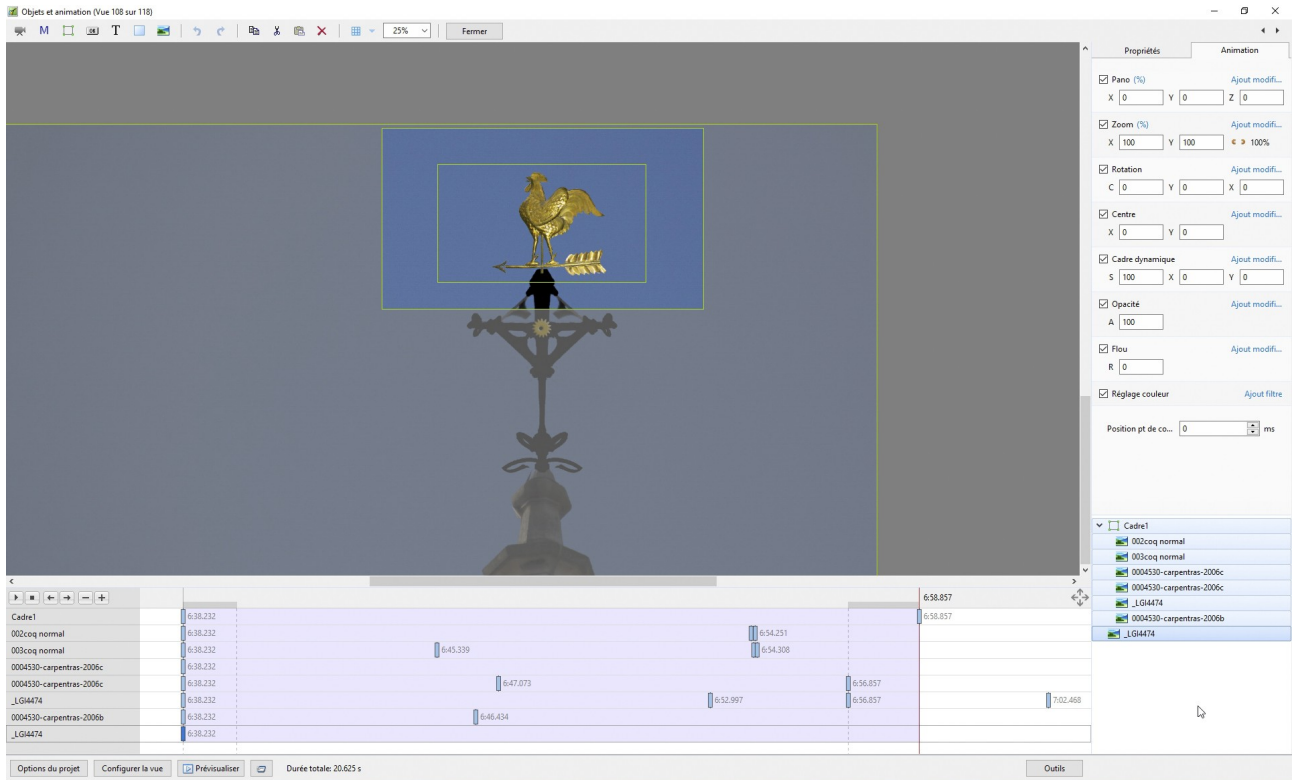 Objets et animation (Vue 108 sur 118)
M OK T 25% Fermer
Propriétés Animation
Pano (%) Ajout modifi...
X 0 Y 0 Z 0
Zoom (%) Ajout modifi...
X 100 Y 100 100%
Rotation Ajout modifi...
C 0 Y 0 X 0
Centre Ajout modifi...
X 0 Y 0
Cadre dynamique Ajout modifi...
S 100 X 0 Y 0
Opacité Ajout modifi...
A 100
Flou Ajout modifi...
R 0
Réglage couleur Ajout filtre
Position pt de co... 0 ms
Cadre1
002coq normal
003coq normal
0004530-carpentras-2006c
0004530-carpentras-2006c
_LGI4474
0004530-carpentras-2006b
_LGI4474
6:58.857
Cadre1 6:38.232 6:58.857
002coq normal 6:38.232 6:54.251
003coq normal 6:38.232 6:45.339 6:54.308
0004530-carpentras-2006c 6:38.232
0004530-carpentras-2006c 6:38.232 6:47.073 6:56.857
_LGI4474 6:38.232 6:52.997 6:56.857 7:02.468
0004530-carpentras-2006b 6:38.232 6:46.434
_LGI4474 6:38.232
Options du projet Configurer la vue Prévisualiser Durée totale: 20.625 s Outils